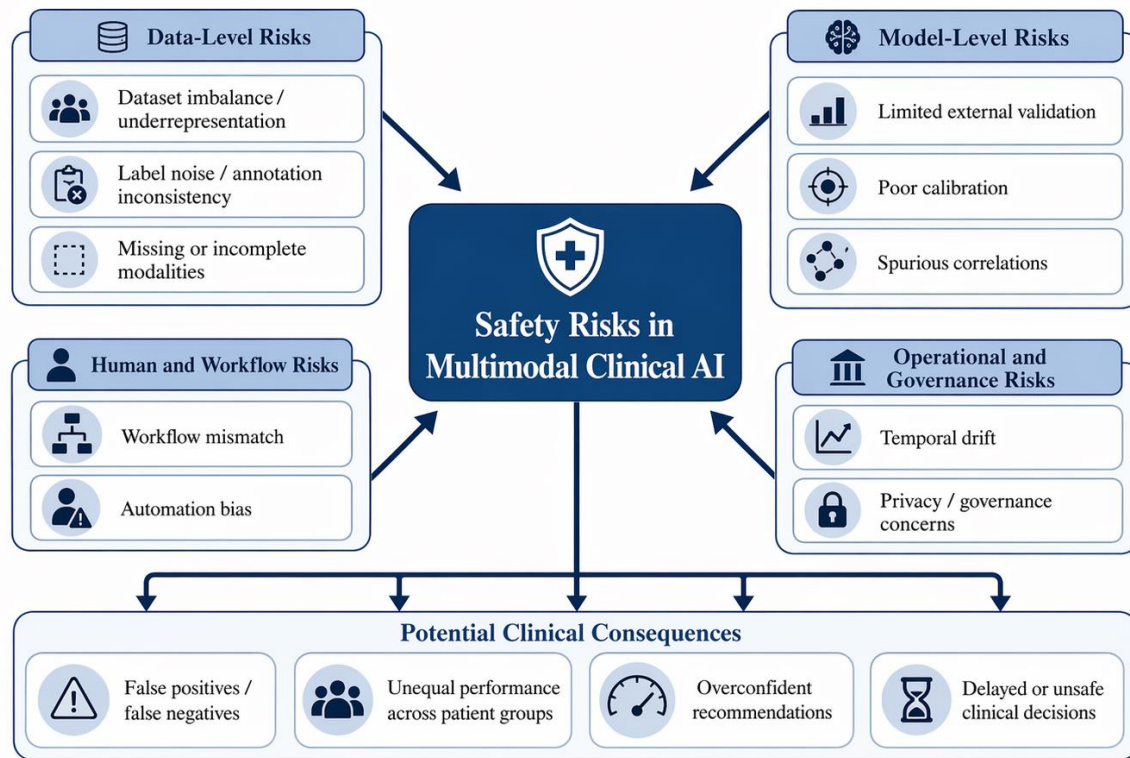 Data-Level Risks
Dataset imbalance /
underrepresentation
Label noise / annotation
inconsistency
Missing or incomplete
modalities
Model-Level Risks
Limited external validation
Poor calibration
Spurious correlations
Safety Risks in
Multimodal Clinical AI
Human and Workflow Risks
Workflow mismatch
Automation bias
Operational and
Governance Risks
Temporal drift
Privacy / governance
concerns
Potential Clinical Consequences
False positives /
false negatives
Unequal performance
across patient groups
Overconfident
recommendations
Delayed or unsafe
clinical decisions